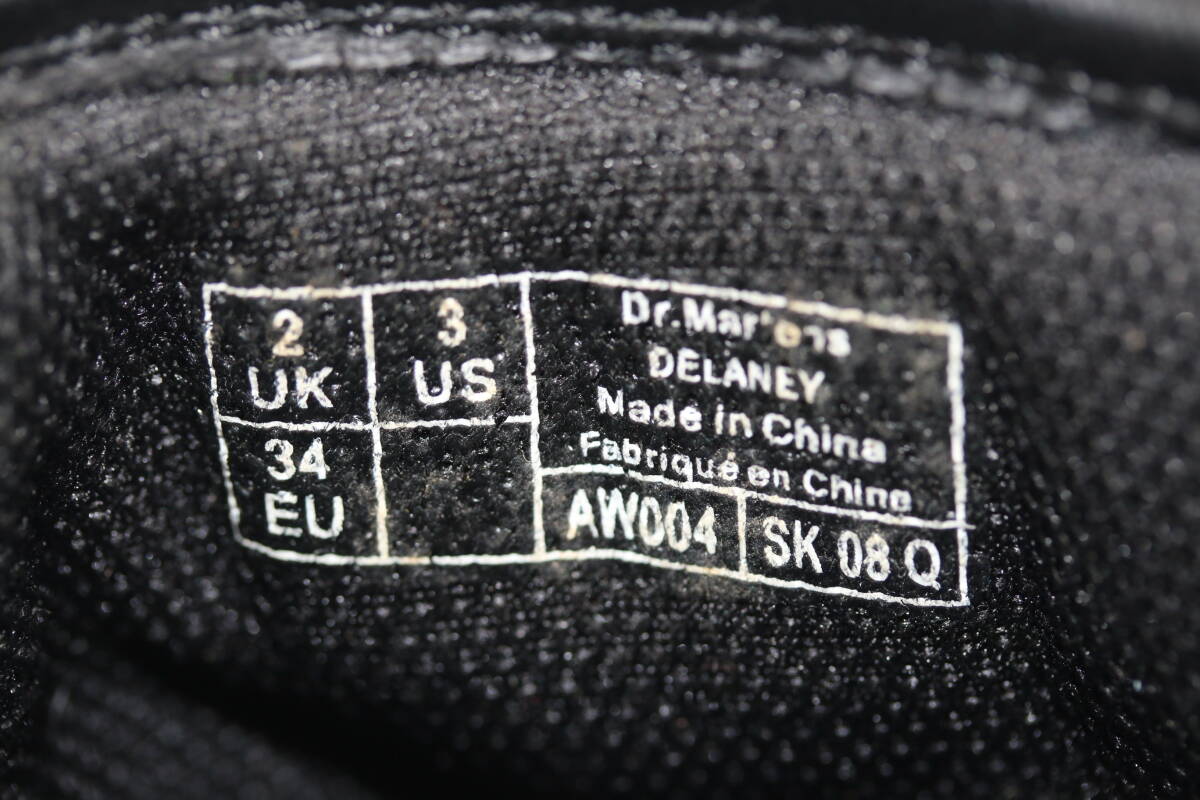 2
UK
3
US
34
EU
Dr.Martens
DELANEY
Made in China
Fabriqué en Chine
AW004
SK 08 Q